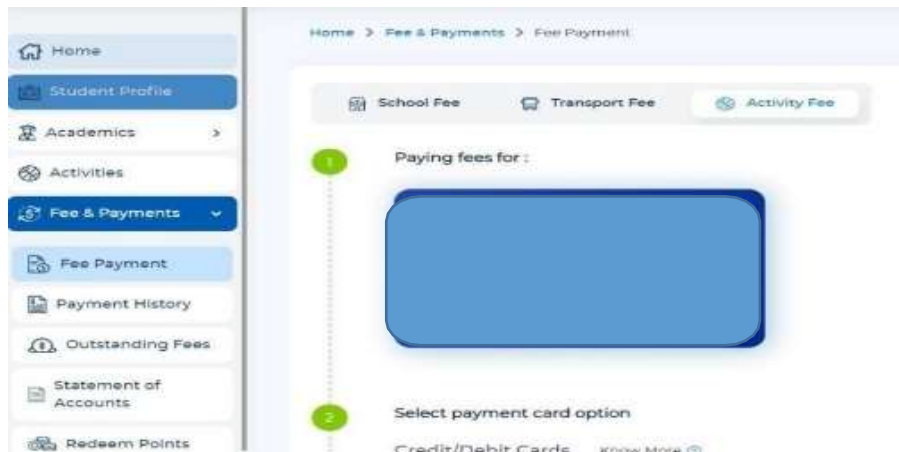 Home > Fee & Payments > Fee Payment
Home
Student Profile
Academics >
Activities
Fee & Payments
Fee Payment
Payment History
Outstanding Fees
Statement of
Accounts
Redeem Points
School Fee Transport Fee Activity Fee
1 Paying fees for :
2 Select payment card option
Credit/Debit Cards Know More